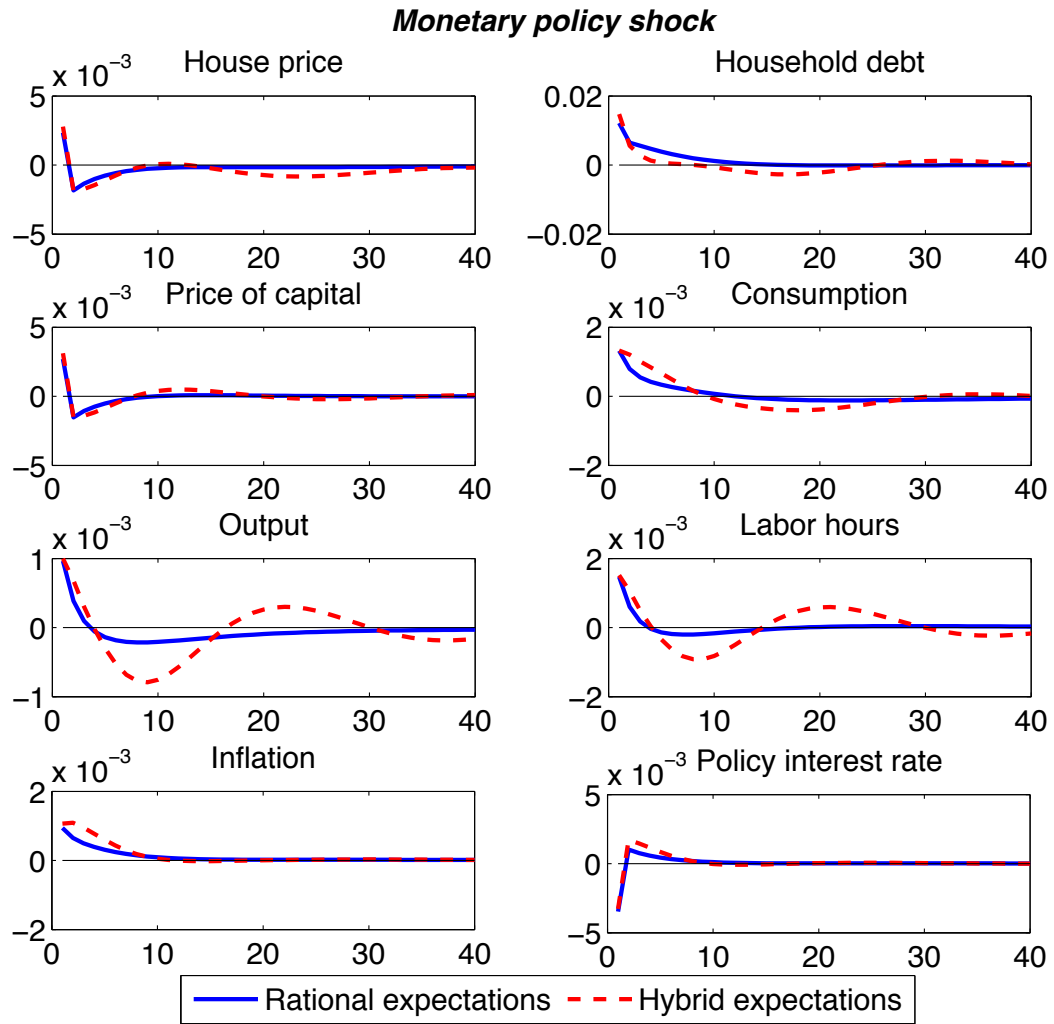 Monetary policy shock
x 10⁻³ House price
5
0
−5
0 10 20 30 40
Household debt
0.02
0
−0.02
0 10 20 30 40
x 10⁻³ Price of capital
5
0
−5
0 10 20 30 40
x 10⁻³ Consumption
2
0
−2
0 10 20 30 40
x 10⁻³ Output
1
0
−1
0 10 20 30 40
x 10⁻³ Labor hours
2
0
−2
0 10 20 30 40
x 10⁻³ Inflation
2
0
−2
0 10 20 30 40
x 10⁻³ Policy interest rate
5
0
−5
0 10 20 30 40
Rational expectations Hybrid expectations